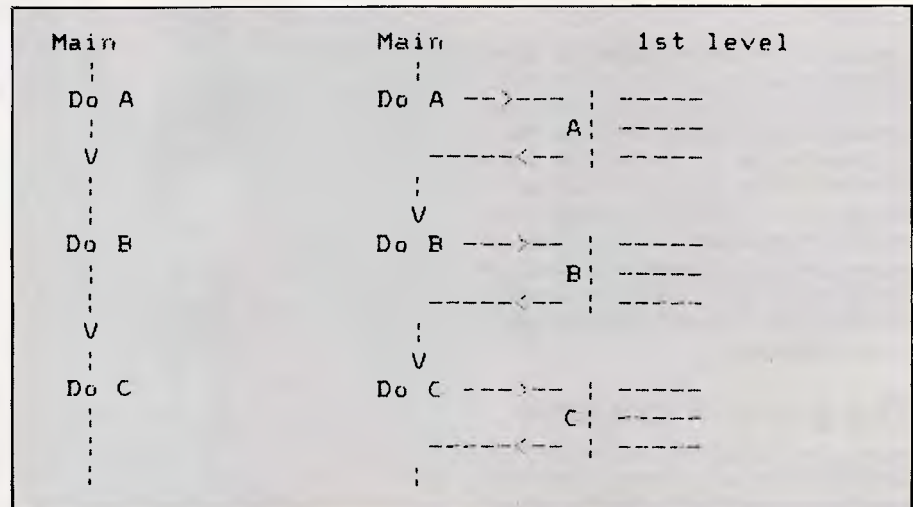 Main Main 1st level
Do A Do A -->--- ¦ -----
A¦ -----
V -----<-- ¦ -----
V
Do B Do B -->--- ¦ -----
B¦ -----
-----<-- ¦ -----
V
V
Do C Do C -->--- ¦ -----
C¦ -----
-----<-- ¦ -----